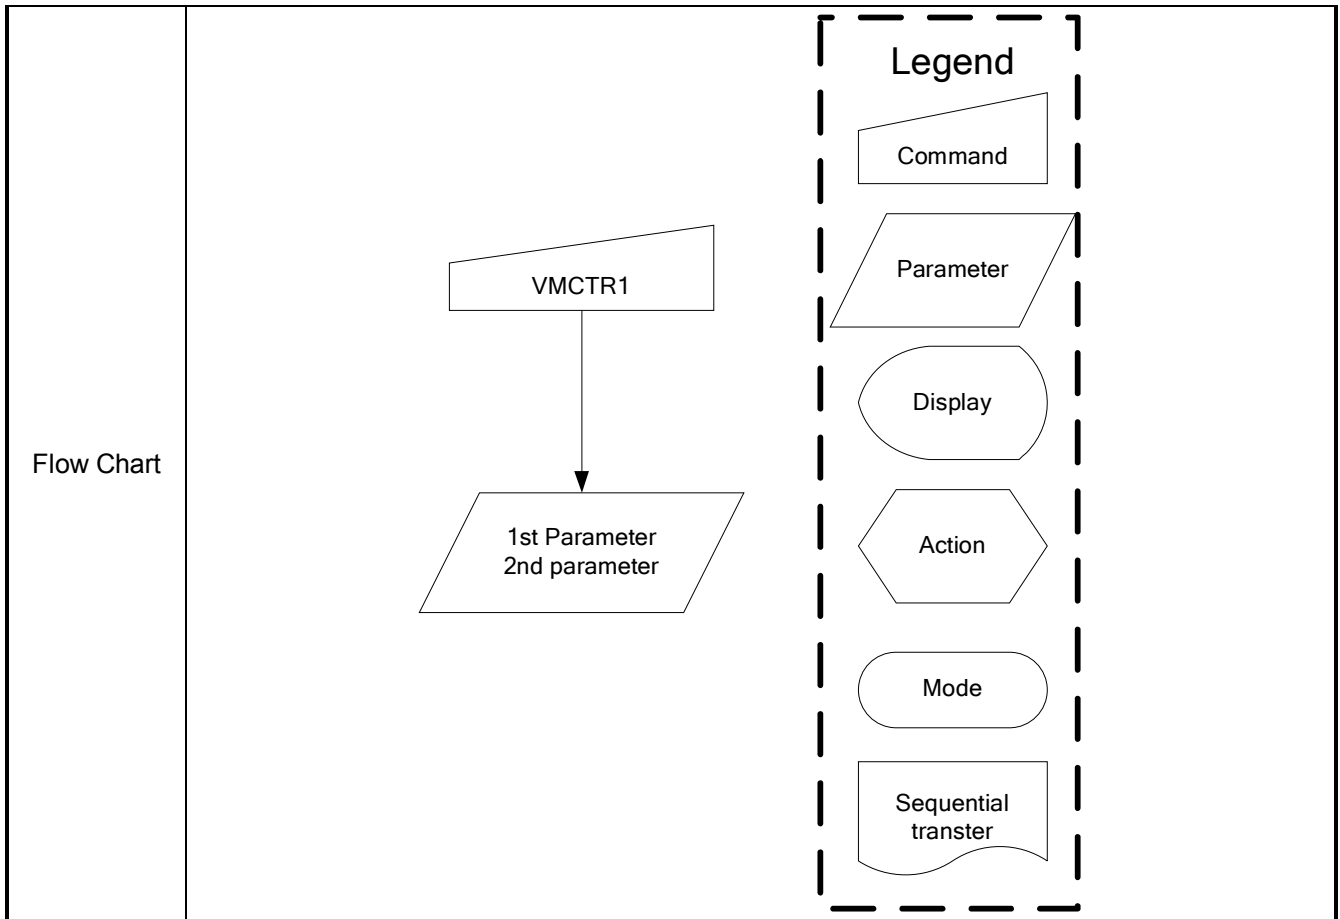 Flow Chart
VMCTR1
1st Parameter
2nd parameter
Legend
Command
Parameter
Display
Action
Mode
Sequential
transter